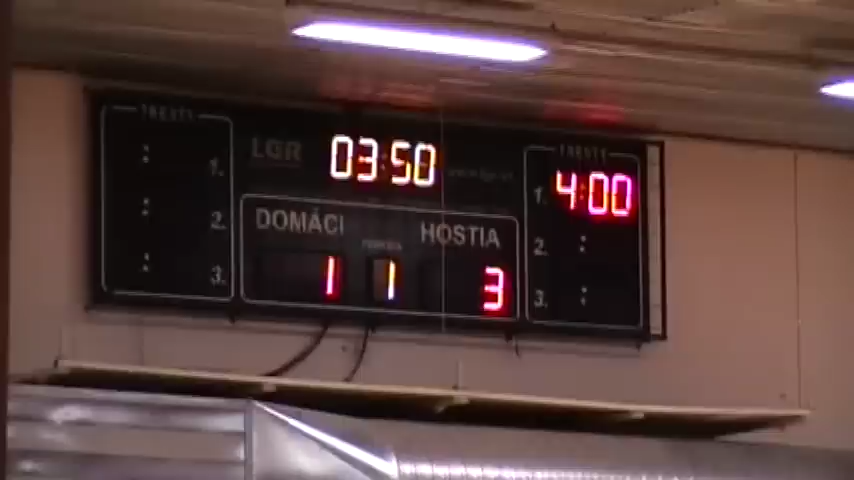 TRESTY
1.
2.
3.
LGR
03:50
DOMÁCI
HOSTIA
1
1
3
TRESTY
1. 4:00
2. :
3. :